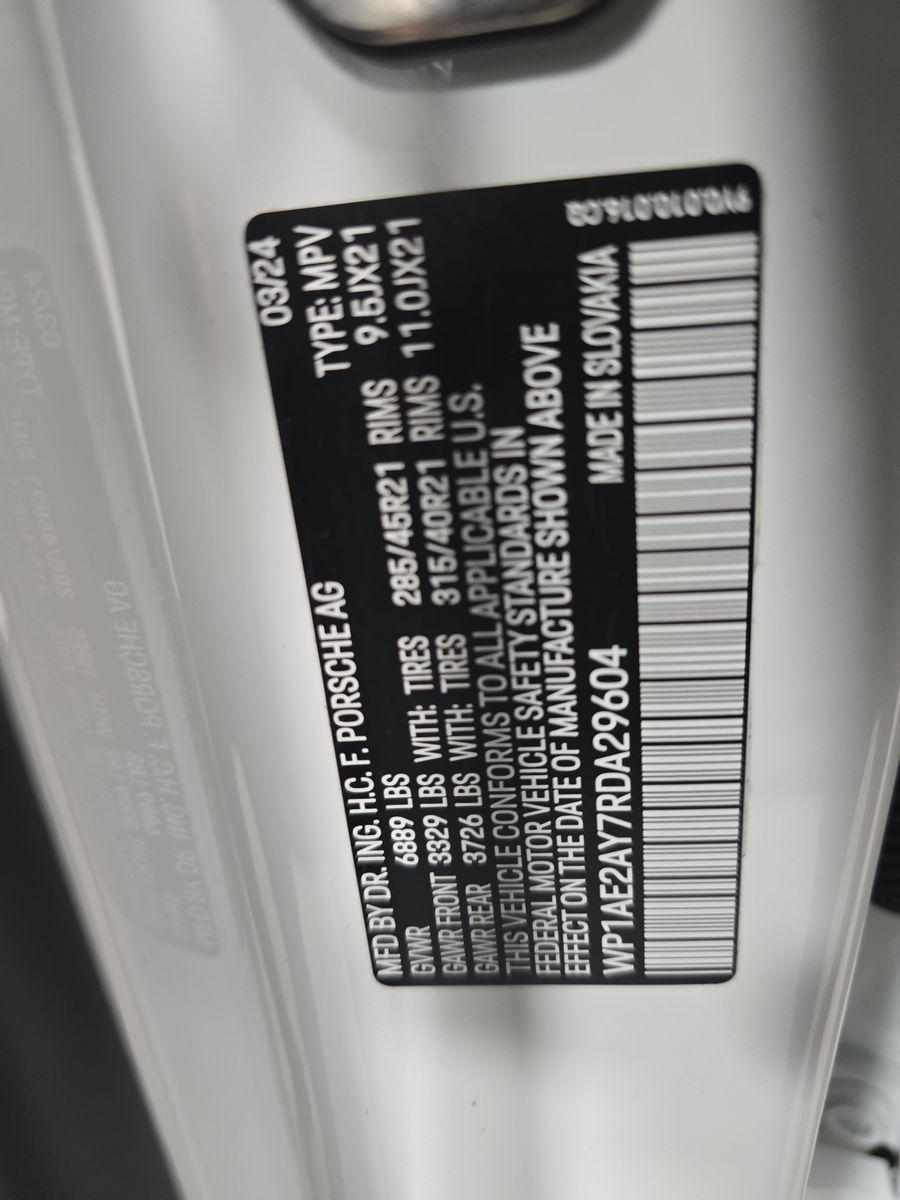 MFD BY DR. ING. H.C. F. PORSCHE AG 03/24
GVWR 6889 LBS TYPE: MPV
GAWR FRONT 3329 LBS WITH: TIRES 285/45R21 RIMS 9.5JX21
GAWR REAR 3726 LBS WITH: TIRES 315/40R21 RIMS 11.0JX21
THIS VEHICLE CONFORMS TO ALL APPLICABLE U.S.
FEDERAL MOTOR VEHICLE SAFETY STANDARDS IN
EFFECT ON THE DATE OF MANUFACTURE SHOWN ABOVE
WP1AE2AY7RDA29604 MADE IN SLOVAKIA